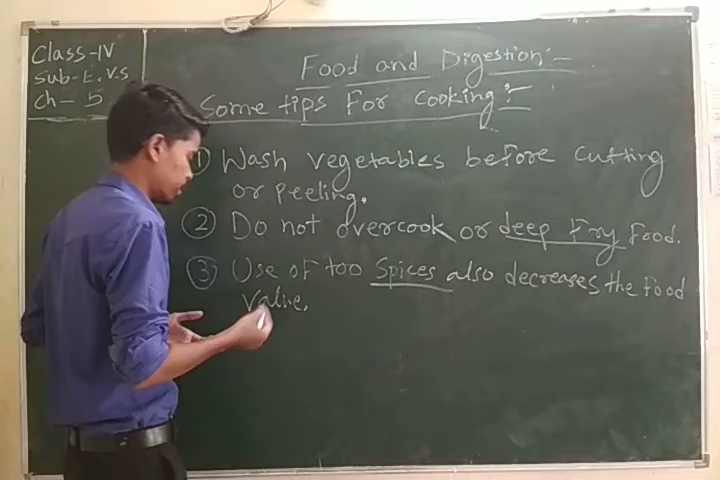 Class-IV
Sub-E.V.S
Ch- 5
Food and Digestion:-
Some tips For Cooking:-
① Wash vegetables before cutting
or peeling.
② Do not overcook or deep Fry Food.
③ Use of too Spices also decreases the food
value.